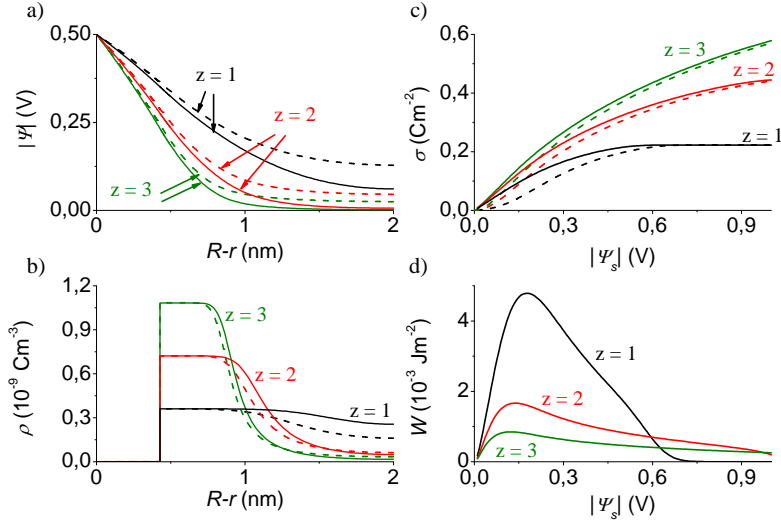 a)
0,50
0,25
0,00
|Ψ| (V)
z = 1
z = 2
z = 3
0
1
2
R-r (nm)
c)
0,6
0,4
0,2
0,0
σ (Cm⁻²)
z = 3
z = 2
z = 1
0,0
0,3
0,6
0,9
|Ψₛ| (V)
b)
1,2
0,9
0,6
0,3
0,0
ρ (10⁻⁹ Cm⁻³)
z = 3
z = 2
z = 1
0
1
2
R-r (nm)
d)
4
2
0
W (10⁻³ Jm⁻²)
z = 1
z = 2
z = 3
0,0
0,3
0,6
0,9
|Ψₛ| (V)